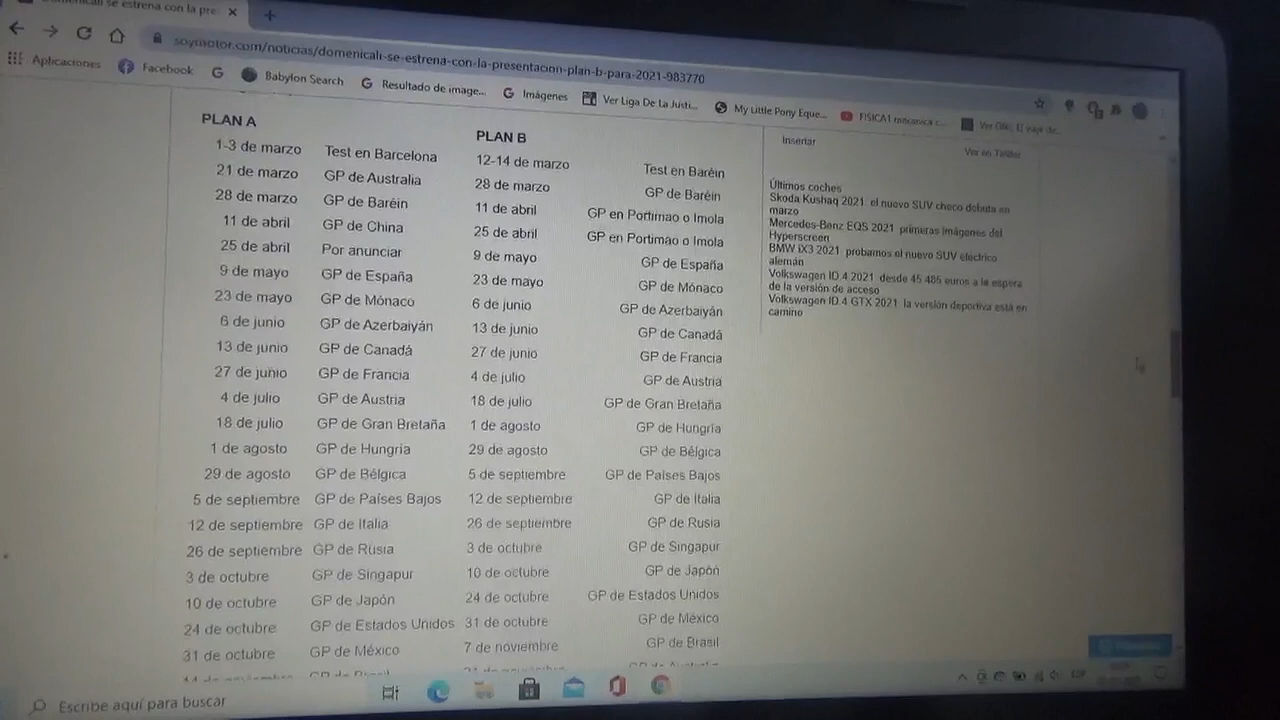 se estrena con la pre
soymotor.com/noticias/domenicali-se-estrena-con-la-presentacion-plan-b-para-2021-983770
Aplicaciones Facebook Babylon Search Resultado de image... Imágenes Ver Liga De La Justi... My Little Pony Eque... FISICA1 mecanica c...
Insertar
Ver en Twitter
PLAN A PLAN B
1-3 de marzo Test en Barcelona 12-14 de marzo Test en Baréin
21 de marzo GP de Australia 28 de marzo GP de Baréin
28 de marzo GP de Baréin 11 de abril GP en Portimao o Imola
11 de abril GP de China 25 de abril GP en Portimao o Imola
25 de abril Por anunciar 9 de mayo GP de España
9 de mayo GP de España 23 de mayo GP de Mónaco
23 de mayo GP de Mónaco 6 de junio GP de Azerbaiyán
6 de junio GP de Azerbaiyán 13 de junio GP de Canadá
13 de junio GP de Canadá 27 de junio GP de Francia
27 de junio GP de Francia 4 de julio GP de Austria
4 de julio GP de Austria 18 de julio GP de Gran Bretaña
18 de julio GP de Gran Bretaña 1 de agosto GP de Hungría
1 de agosto GP de Hungría 29 de agosto GP de Bélgica
29 de agosto GP de Bélgica 5 de septiembre GP de Países Bajos
5 de septiembre GP de Países Bajos 12 de septiembre GP de Italia
12 de septiembre GP de Italia 26 de septiembre GP de Rusia
26 de septiembre GP de Rusia 3 de octubre GP de Singapur
3 de octubre GP de Singapur 10 de octubre GP de Japón
10 de octubre GP de Japón 24 de octubre GP de Estados Unidos
24 de octubre GP de Estados Unidos 31 de octubre GP de México
31 de octubre GP de México 7 de noviembre GP de Brasil
Últimos coches
Skoda Kushaq 2021 el nuevo SUV checo debuta en
marzo
Mercedes-Benz EQS 2021 primeras imágenes del
Hyperscreen
BMW iX3 2021 probamos el nuevo SUV eléctrico
alemán
Volkswagen ID.4 2021 desde 45.485 euros a la espera
de la versión de acceso
Volkswagen ID.4 GTX 2021 la versión deportiva está en
camino
Escribe aquí para buscar
ESP